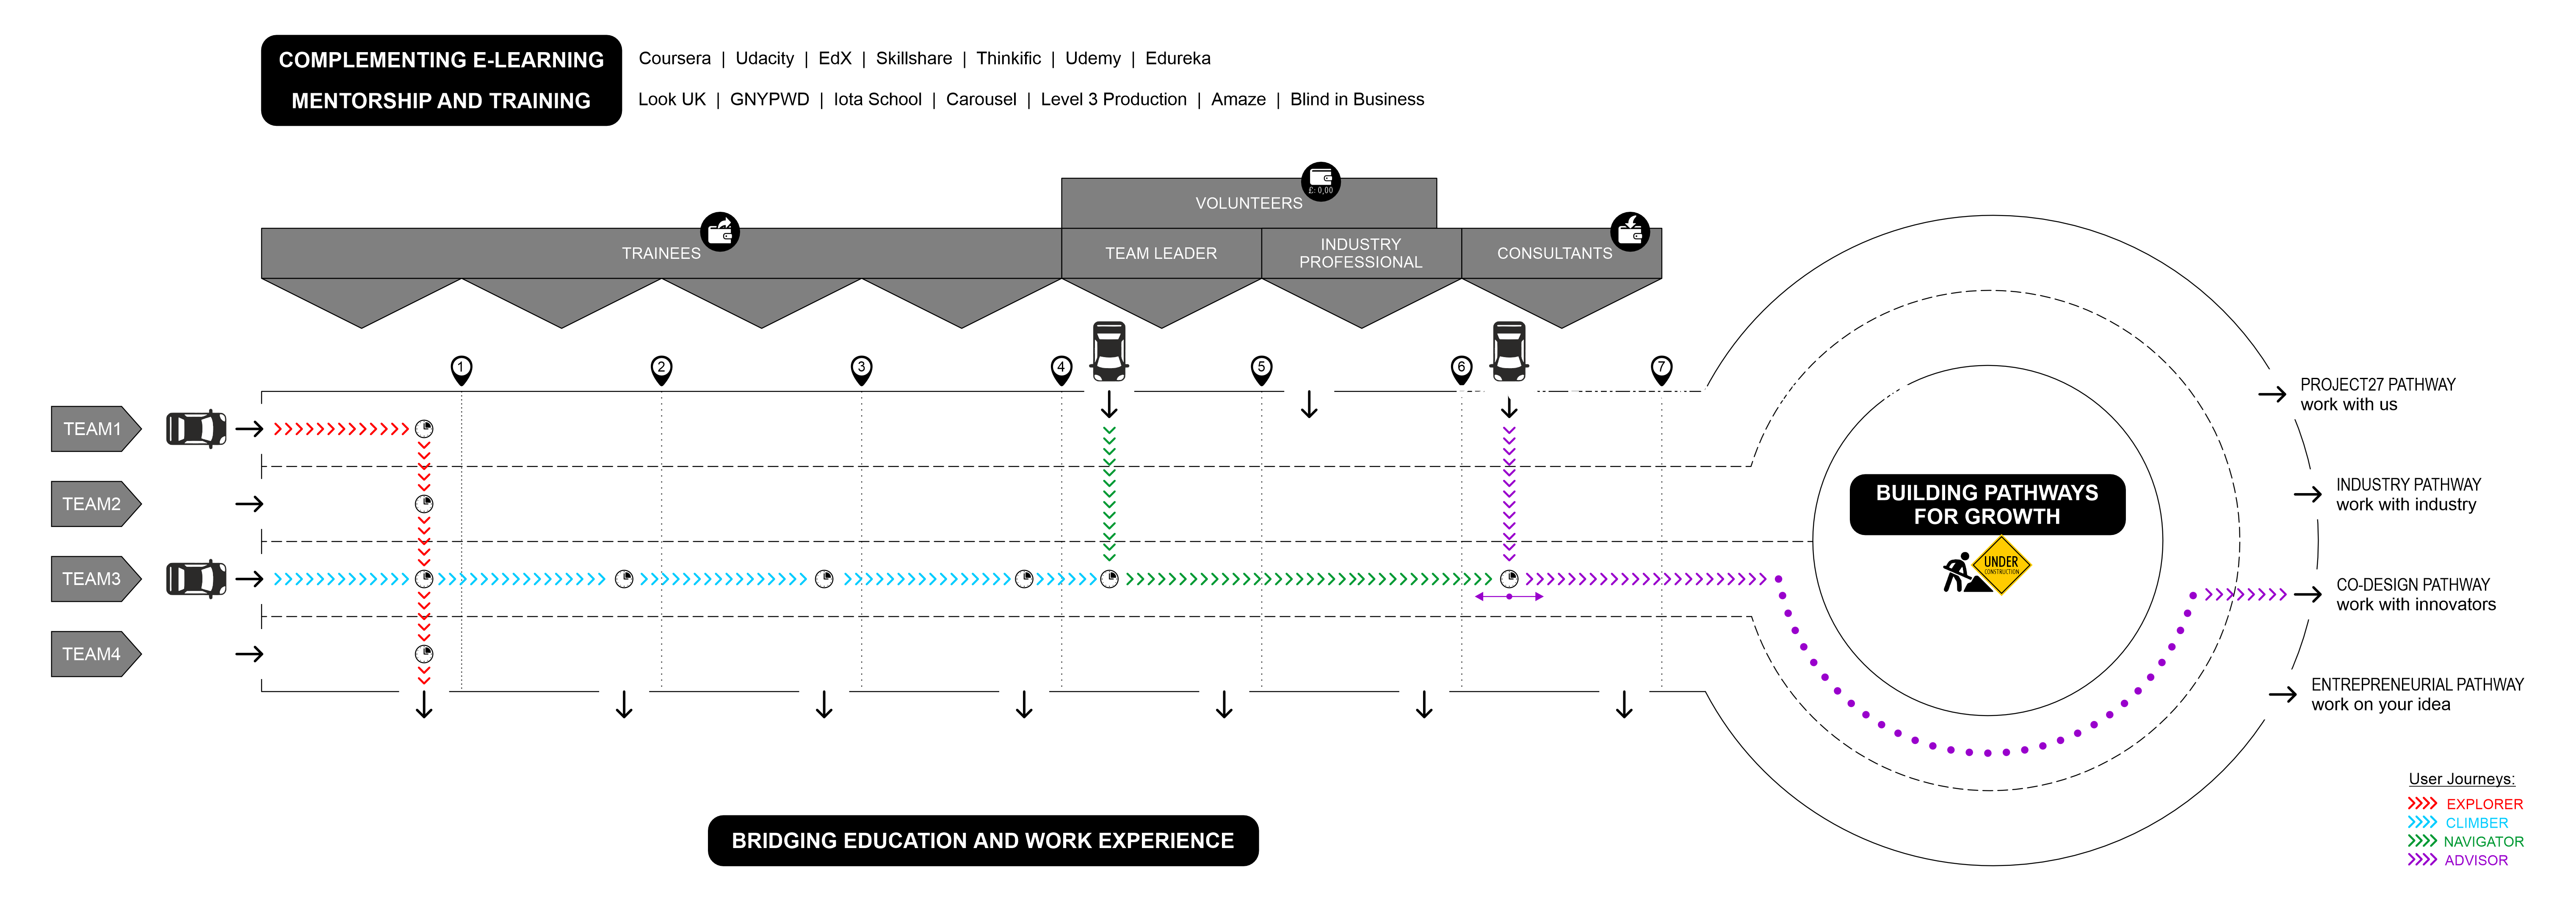 COMPLEMENTING E-LEARNING
MENTORSHIP AND TRAINING
Coursera | Udacity | EdX | Skillshare | Thinkific | Udemy | Edureka
Look UK | GNYPWD | Iota School | Carousel | Level 3 Production | Amaze | Blind in Business
£: 0,00
VOLUNTEERS
TRAINEES
TEAM LEADER
INDUSTRY
PROFESSIONAL
CONSULTANTS
1
2
3
4
5
6
7
TEAM1
TEAM2
TEAM3
TEAM4
BUILDING PATHWAYS
FOR GROWTH
UNDER
CONSTRUCTION
PROJECT27 PATHWAY
work with us
INDUSTRY PATHWAY
work with industry
CO-DESIGN PATHWAY
work with innovators
ENTREPRENEURIAL PATHWAY
work on your idea
User Journeys:
EXPLORER
CLIMBER
NAVIGATOR
ADVISOR
BRIDGING EDUCATION AND WORK EXPERIENCE